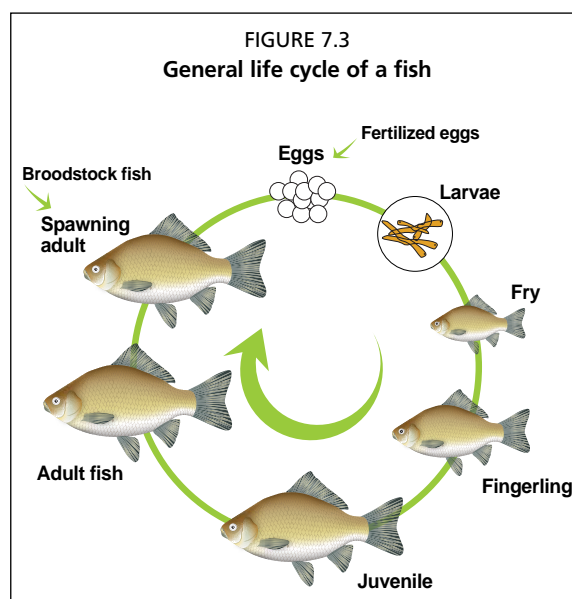 FIGURE 7.3
General life cycle of a fish
Fertilized eggs
Eggs
Broodstock fish
Larvae
Spawning
adult
Fry
Adult fish
Fingerling
Juvenile